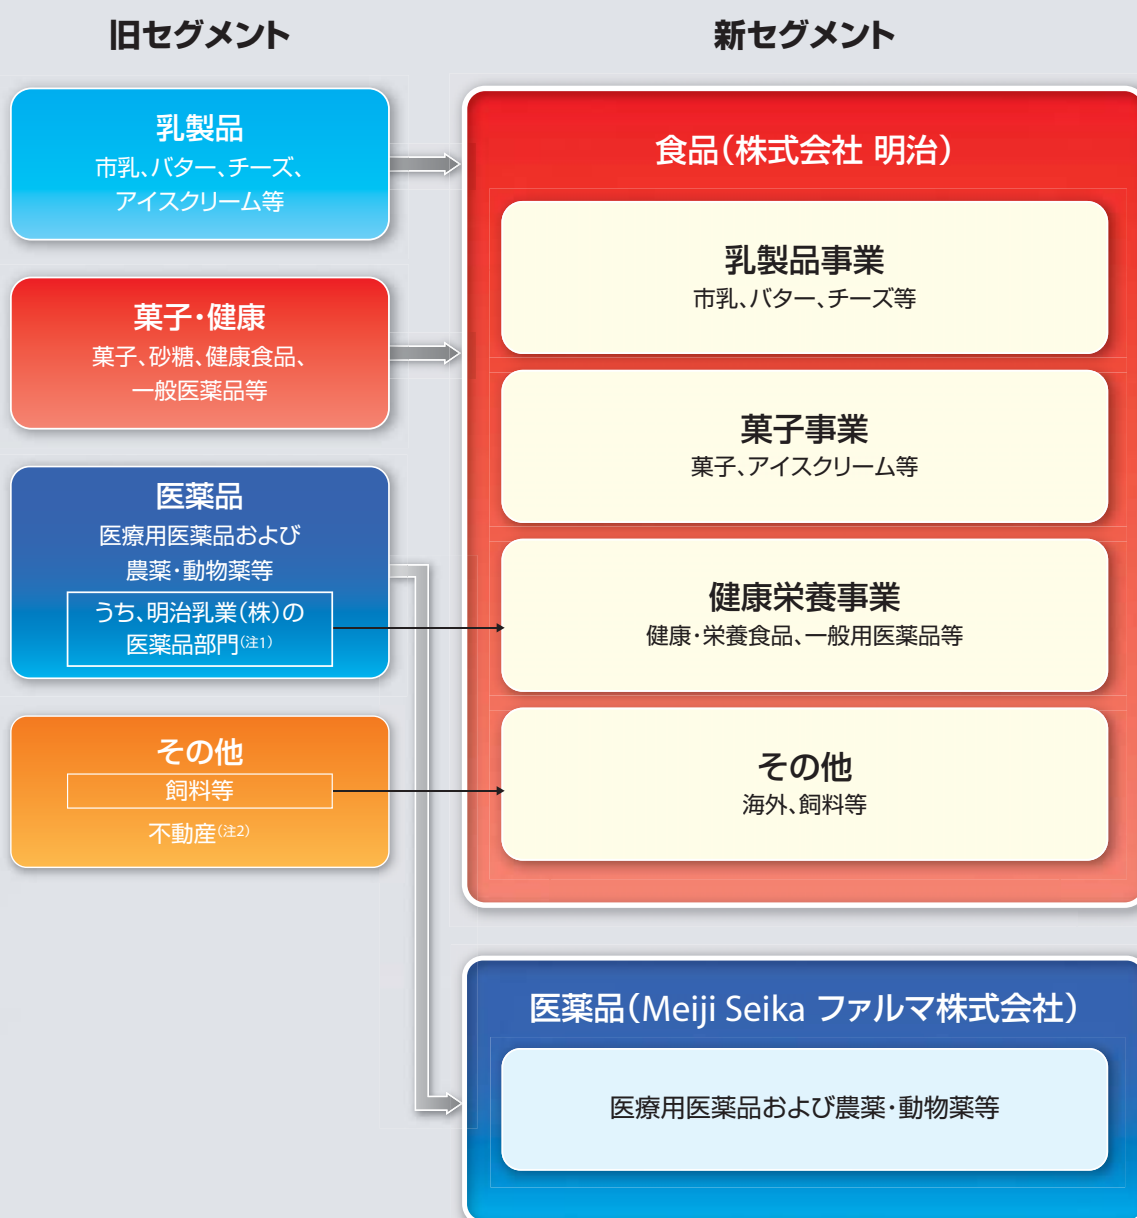 旧セグメント
新セグメント
乳製品
市乳、バター、チーズ、
アイスクリーム等
菓子・健康
菓子、砂糖、健康食品、
一般医薬品等
医薬品
医療用医薬品および
農薬・動物薬等
うち、明治乳業(株)の
医薬品部門(注1)
その他
飼料等
不動産(注2)
食品(株式会社 明治)
乳製品事業
市乳、バター、チーズ等
菓子事業
菓子、アイスクリーム等
健康栄養事業
健康・栄養食品、一般用医薬品等
その他
海外、飼料等
医薬品(Meiji Seika ファルマ株式会社)
医療用医薬品および農薬・動物薬等